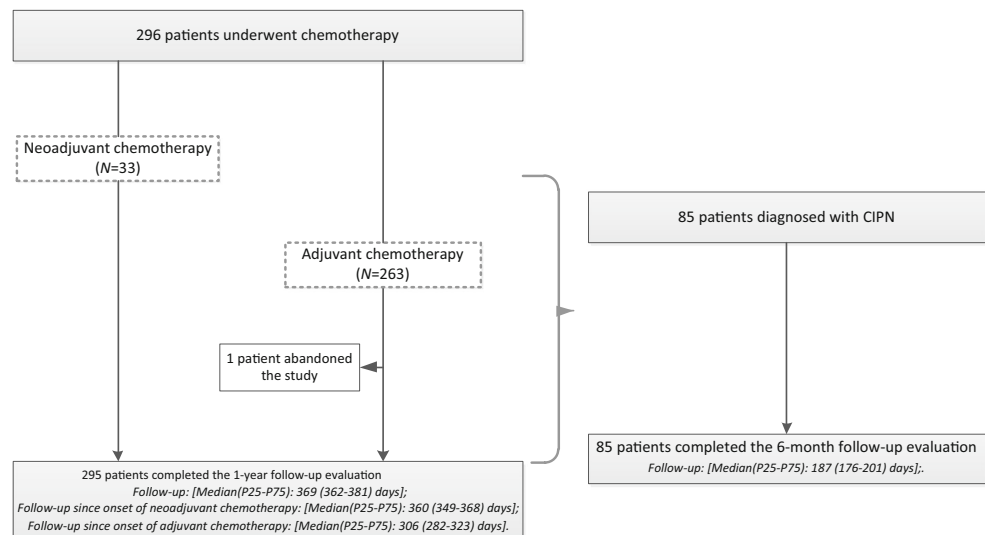 296 patients underwent chemotherapy
Neoadjuvant chemotherapy
(N=33)
Adjuvant chemotherapy
(N=263)
1 patient abandoned
the study
295 patients completed the 1-year follow-up evaluation
Follow-up: [Median(P25-P75): 369 (362-381) days];
Follow-up since onset of neoadjuvant chemotherapy: [Median(P25-P75): 360 (349-368) days];
Follow-up since onset of adjuvant chemotherapy: [Median(P25-P75): 306 (282-323) days].
85 patients diagnosed with CIPN
85 patients completed the 6-month follow-up evaluation
Follow-up: [Median(P25-P75): 187 (176-201) days];.